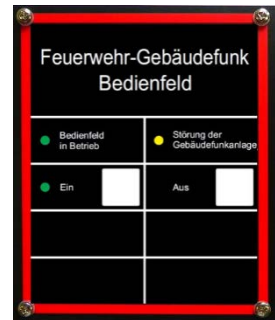 Feuerwehr-Gebäudefunk
Bedienfeld
Bedienfeld
in Betrieb
Störung der
Gebäudefunkanlage
Ein
Aus